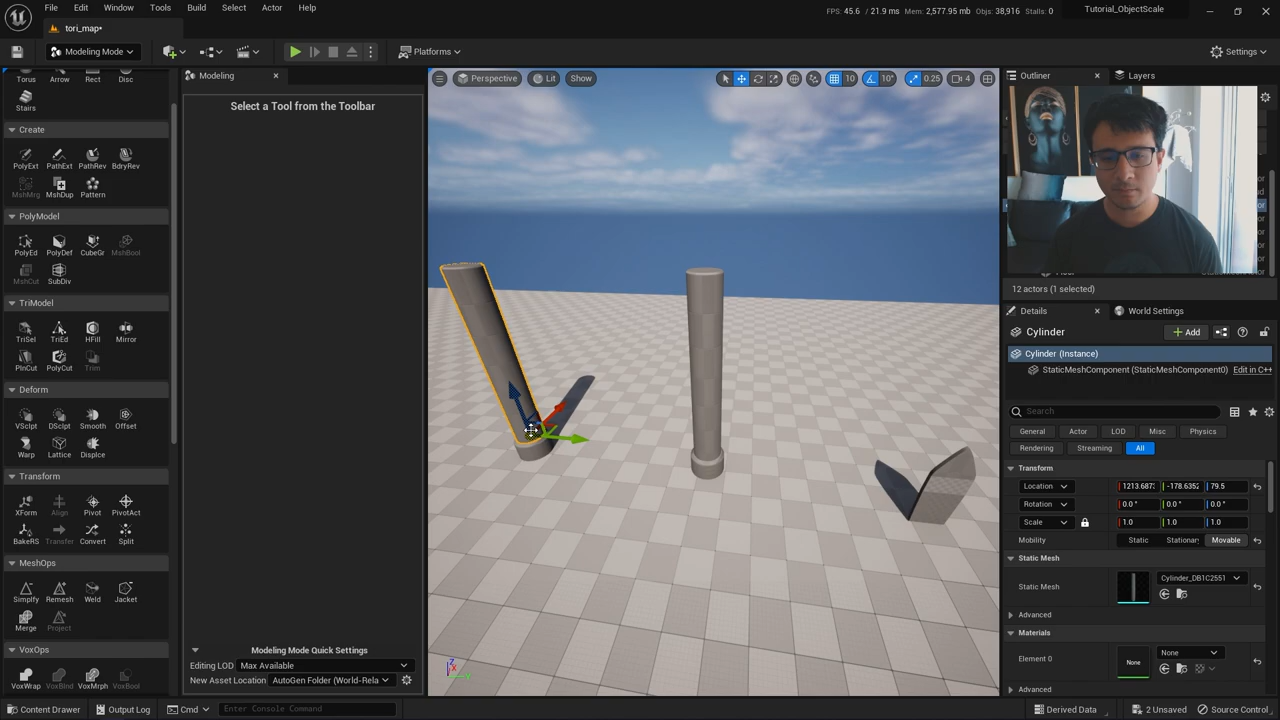 File
Edit
Window
Tools
Build
Select
Actor
Help
FPS: 45.6 / 21.9 ms
Mem: 2,577.95 mb
Objs: 38,916
Stalls: 0
Tutorial_ObjectScale
tori_map•
Modeling Mode
Platforms
Settings
Torus
Arrow
Rect
Disc
Stairs
Create
PolyExt
PathExt
PathRev
BdryRev
MshMrg
MshDup
Pattern
PolyModel
PolyEd
PolyDef
CubeGr
MshBool
MshCut
SubDiv
TriModel
TriSel
TriEd
HFill
Mirror
PlnCut
PolyCut
Trim
Deform
VSclpt
DSclpt
Smooth
Offset
Warp
Lattice
Displce
Transform
XForm
Align
Pivot
PivotAct
BakeRS
Transfer
Convert
Split
MeshOps
Simplfy
Remesh
Weld
Jacket
Merge
Project
VoxOps
VoxWrap
VoxBlnd
VoxMrph
VoxBool
Modeling
Select a Tool from the Toolbar
Modeling Mode Quick Settings
Editing LOD
Max Available
New Asset Location
AutoGen Folder (World-Rela
Perspective
Lit
Show
10
10°
0.25
4
Z
X
Y
Outliner
Layers
12 actors (1 selected)
Details
World Settings
Cylinder
Add
Cylinder (Instance)
StaticMeshComponent (StaticMeshComponent0)
Edit in C++
Search
General
Actor
LOD
Misc
Physics
Rendering
Streaming
All
Transform
Location
-178.635
79.5
Rotation
0.0 °
0.0 °
0.0 °
Scale
1.0
1.0
1.0
Mobility
Static
Stationar
Movable
Static Mesh
Static Mesh
Cylinder_DB1C2551
Advanced
Materials
Element 0
None
None
Advanced
Content Drawer
Output Log
Cmd
Enter Console Command
Derived Data
2 Unsaved
Source Control